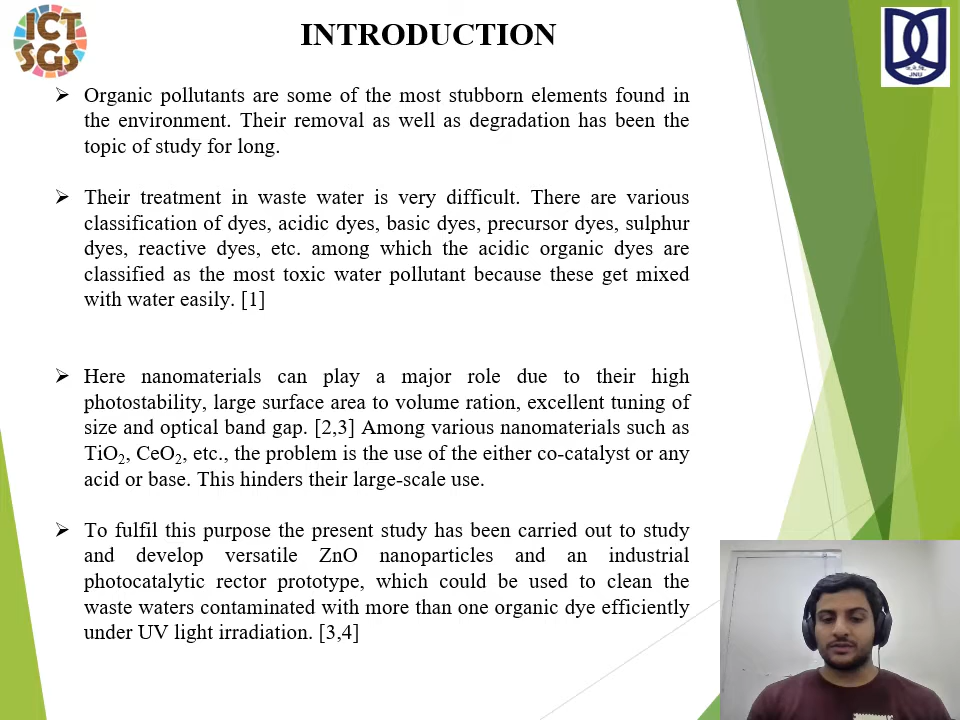 ICT
SGS
INTRODUCTION
JNU
➢ Organic pollutants are some of the most stubborn elements found in
the environment. Their removal as well as degradation has been the
topic of study for long.
➢ Their treatment in waste water is very difficult. There are various
classification of dyes, acidic dyes, basic dyes, precursor dyes, sulphur
dyes, reactive dyes, etc. among which the acidic organic dyes are
classified as the most toxic water pollutant because these get mixed
with water easily. [1]
➢ Here nanomaterials can play a major role due to their high
photostability, large surface area to volume ration, excellent tuning of
size and optical band gap. [2,3] Among various nanomaterials such as
TiO₂, CeO₂, etc., the problem is the use of the either co-catalyst or any
acid or base. This hinders their large-scale use.
➢ To fulfil this purpose the present study has been carried out to study
and develop versatile ZnO nanoparticles and an industrial
photocatalytic rector prototype, which could be used to clean the
waste waters contaminated with more than one organic dye efficiently
under UV light irradiation. [3,4]